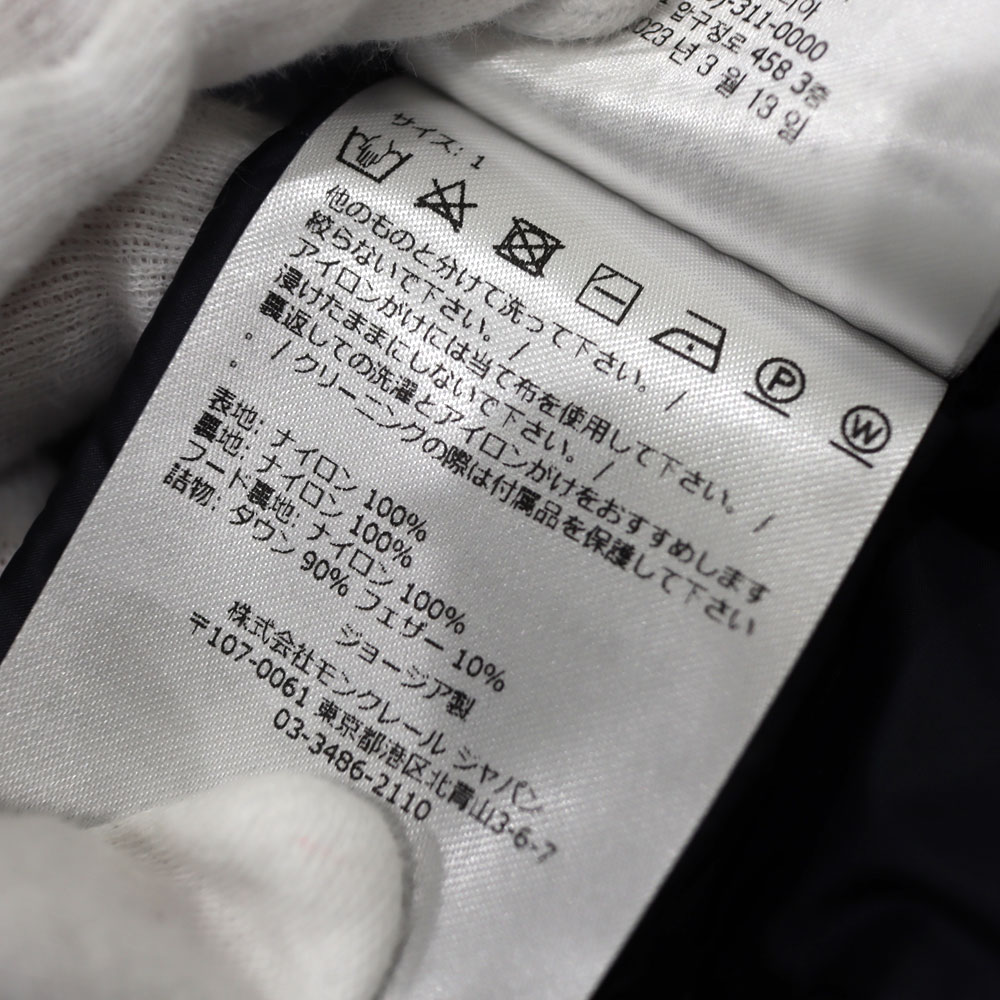 -311-0000
압구정로 458 3층
023 년 3 월 13 일
サイズ: 1
P
W
他のものと分けて洗って下さい。 /
絞らないで下さい。 /
アイロンがけには当て布を使用して下さい。 /
浸けたままにしないで下さい。 /
裏返しての洗濯とアイロンがけをおすすめします
。 / クリーニングの際は付属品を保護して下さい
。
表地: ナイロン 100%
裏地: ナイロン 100%
フード裏地: ナイロン 100%
詰物: ダウン 90% フェザー 10%
ジョージア製
株式会社モンクレール ジャパン
〒107-0061 東京都港区北青山3-6-7
03-3486-2110